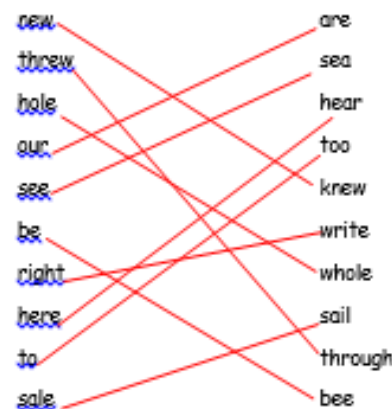 new are
threw sea
hole hear
our too
see knew
be write
right whole
here sail
to through
sale bee